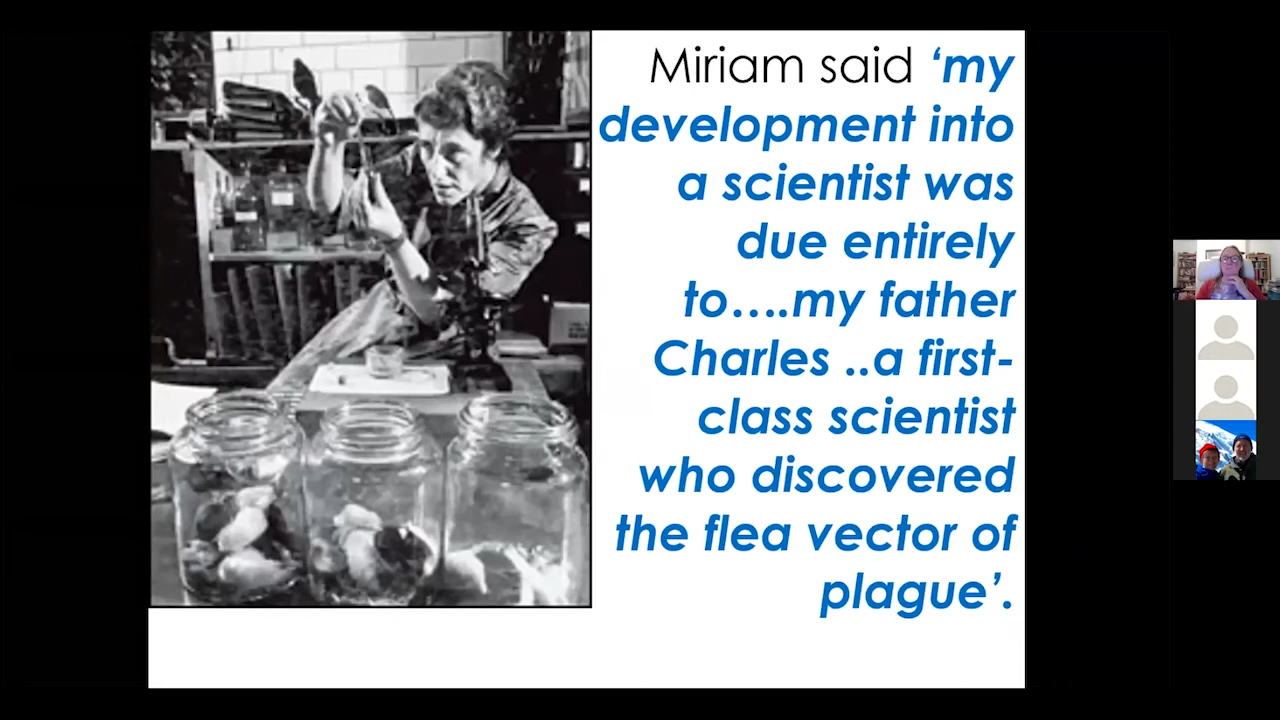 Miriam said ‘my
development into
a scientist was
due entirely
to….my father
Charles ..a first-
class scientist
who discovered
the flea vector of
plague’.